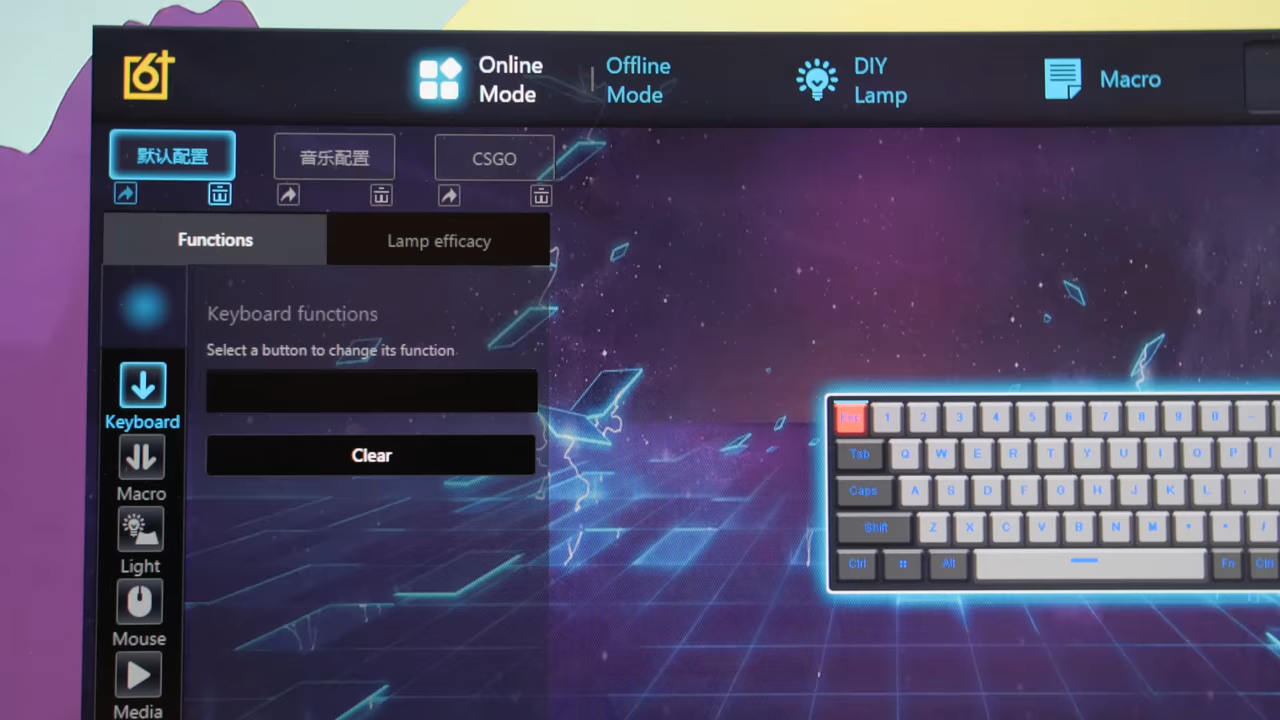 6+
Online
Mode
Offline
Mode
DIY
Lamp
Macro
默认配置
音乐配置
CSGO
Functions
Lamp efficacy
Keyboard functions
Select a button to change its function
Clear
Keyboard
Macro
Light
Mouse
Media
Esc 1 2 3 4 5 6 7 8 9 0 -
Tab Q W E R T Y U I O P [
Caps A S D F G H J K L
Shift Z X C V B N M /
Ctrl Alt Fn Ctrl